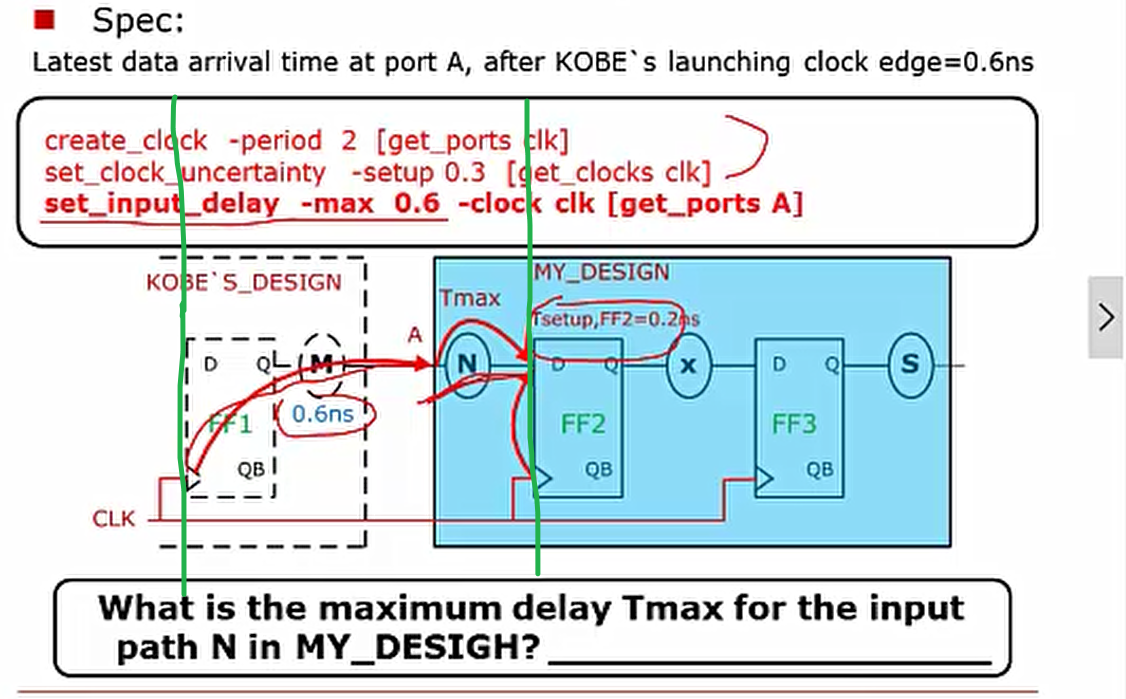 Spec:
Latest data arrival time at port A, after KOBE`s launching clock edge=0.6ns
create_clock -period 2 [get_ports clk]
set_clock_uncertainty -setup 0.3 [get_clocks clk]
set_input_delay -max 0.6 -clock clk [get_ports A]
KOBE`S_DESIGN
MY_DESIGN
Tmax
Tsetup,FF2=0.2ns
A
D Q M N D Q X D Q S
0.6ns
FF1 FF2 FF3
QB QB QB
CLK
What is the maximum delay Tmax for the input
path N in MY_DESIGH?